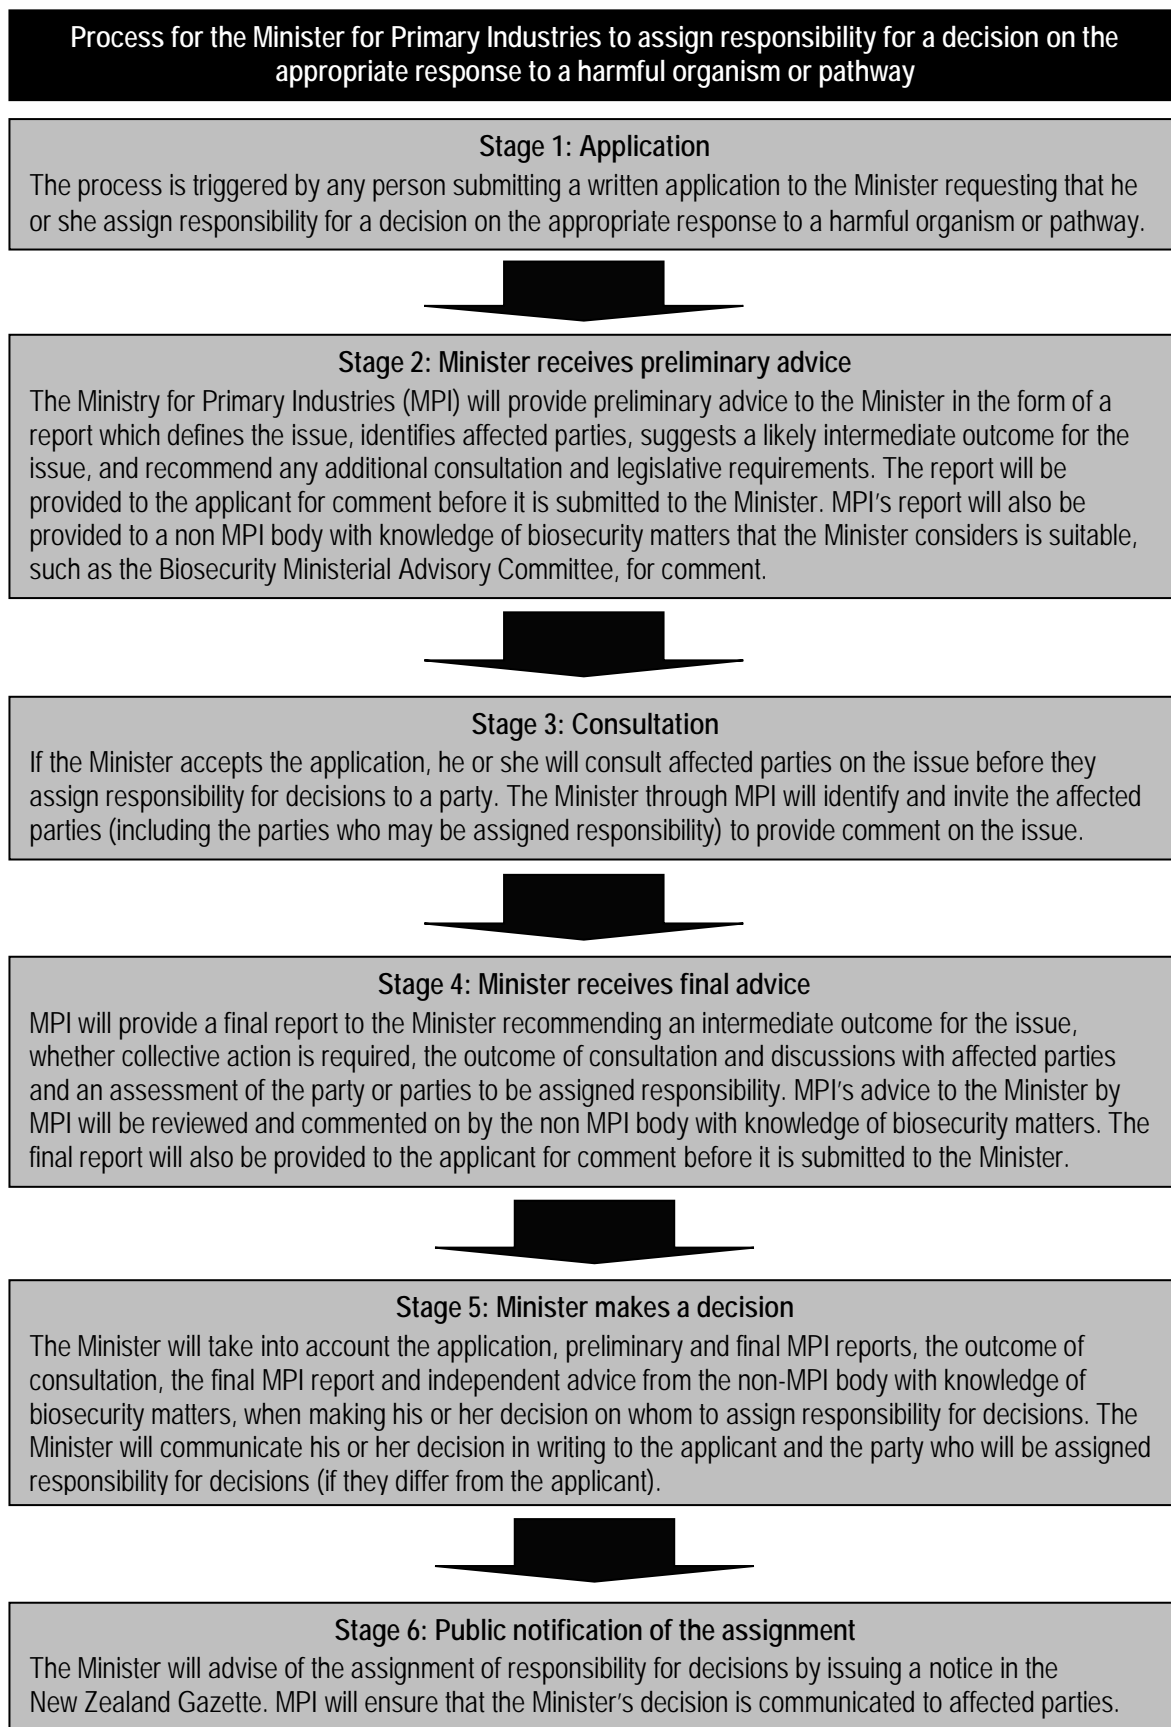 Process for the Minister for Primary Industries to assign responsibility for a decision on the
appropriate response to a harmful organism or pathway
Stage 1: Application
The process is triggered by any person submitting a written application to the Minister requesting that he
or she assign responsibility for a decision on the appropriate response to a harmful organism or pathway.
Stage 2: Minister receives preliminary advice
The Ministry for Primary Industries (MPI) will provide preliminary advice to the Minister in the form of a
report which defines the issue, identifies affected parties, suggests a likely intermediate outcome for the
issue, and recommend any additional consultation and legislative requirements. The report will be
provided to the applicant for comment before it is submitted to the Minister. MPI's report will also be
provided to a non MPI body with knowledge of biosecurity matters that the Minister considers is suitable,
such as the Biosecurity Ministerial Advisory Committee, for comment.
Stage 3: Consultation
If the Minister accepts the application, he or she will consult affected parties on the issue before they
assign responsibility for decisions to a party. The Minister through MPI will identify and invite the affected
parties (including the parties who may be assigned responsibility) to provide comment on the issue.
Stage 4: Minister receives final advice
MPI will provide a final report to the Minister recommending an intermediate outcome for the issue,
whether collective action is required, the outcome of consultation and discussions with affected parties
and an assessment of the party or parties to be assigned responsibility. MPI's advice to the Minister by
MPI will be reviewed and commented on by the non MPI body with knowledge of biosecurity matters. The
final report will also be provided to the applicant for comment before it is submitted to the Minister.
Stage 5: Minister makes a decision
The Minister will take into account the application, preliminary and final MPI reports, the outcome of
consultation, the final MPI report and independent advice from the non-MPI body with knowledge of
biosecurity matters, when making his or her decision on whom to assign responsibility for decisions. The
Minister will communicate his or her decision in writing to the applicant and the party who will be assigned
responsibility for decisions (if they differ from the applicant).
Stage 6: Public notification of the assignment
The Minister will advise of the assignment of responsibility for decisions by issuing a notice in the
New Zealand Gazette. MPI will ensure that the Minister's decision is communicated to affected parties.